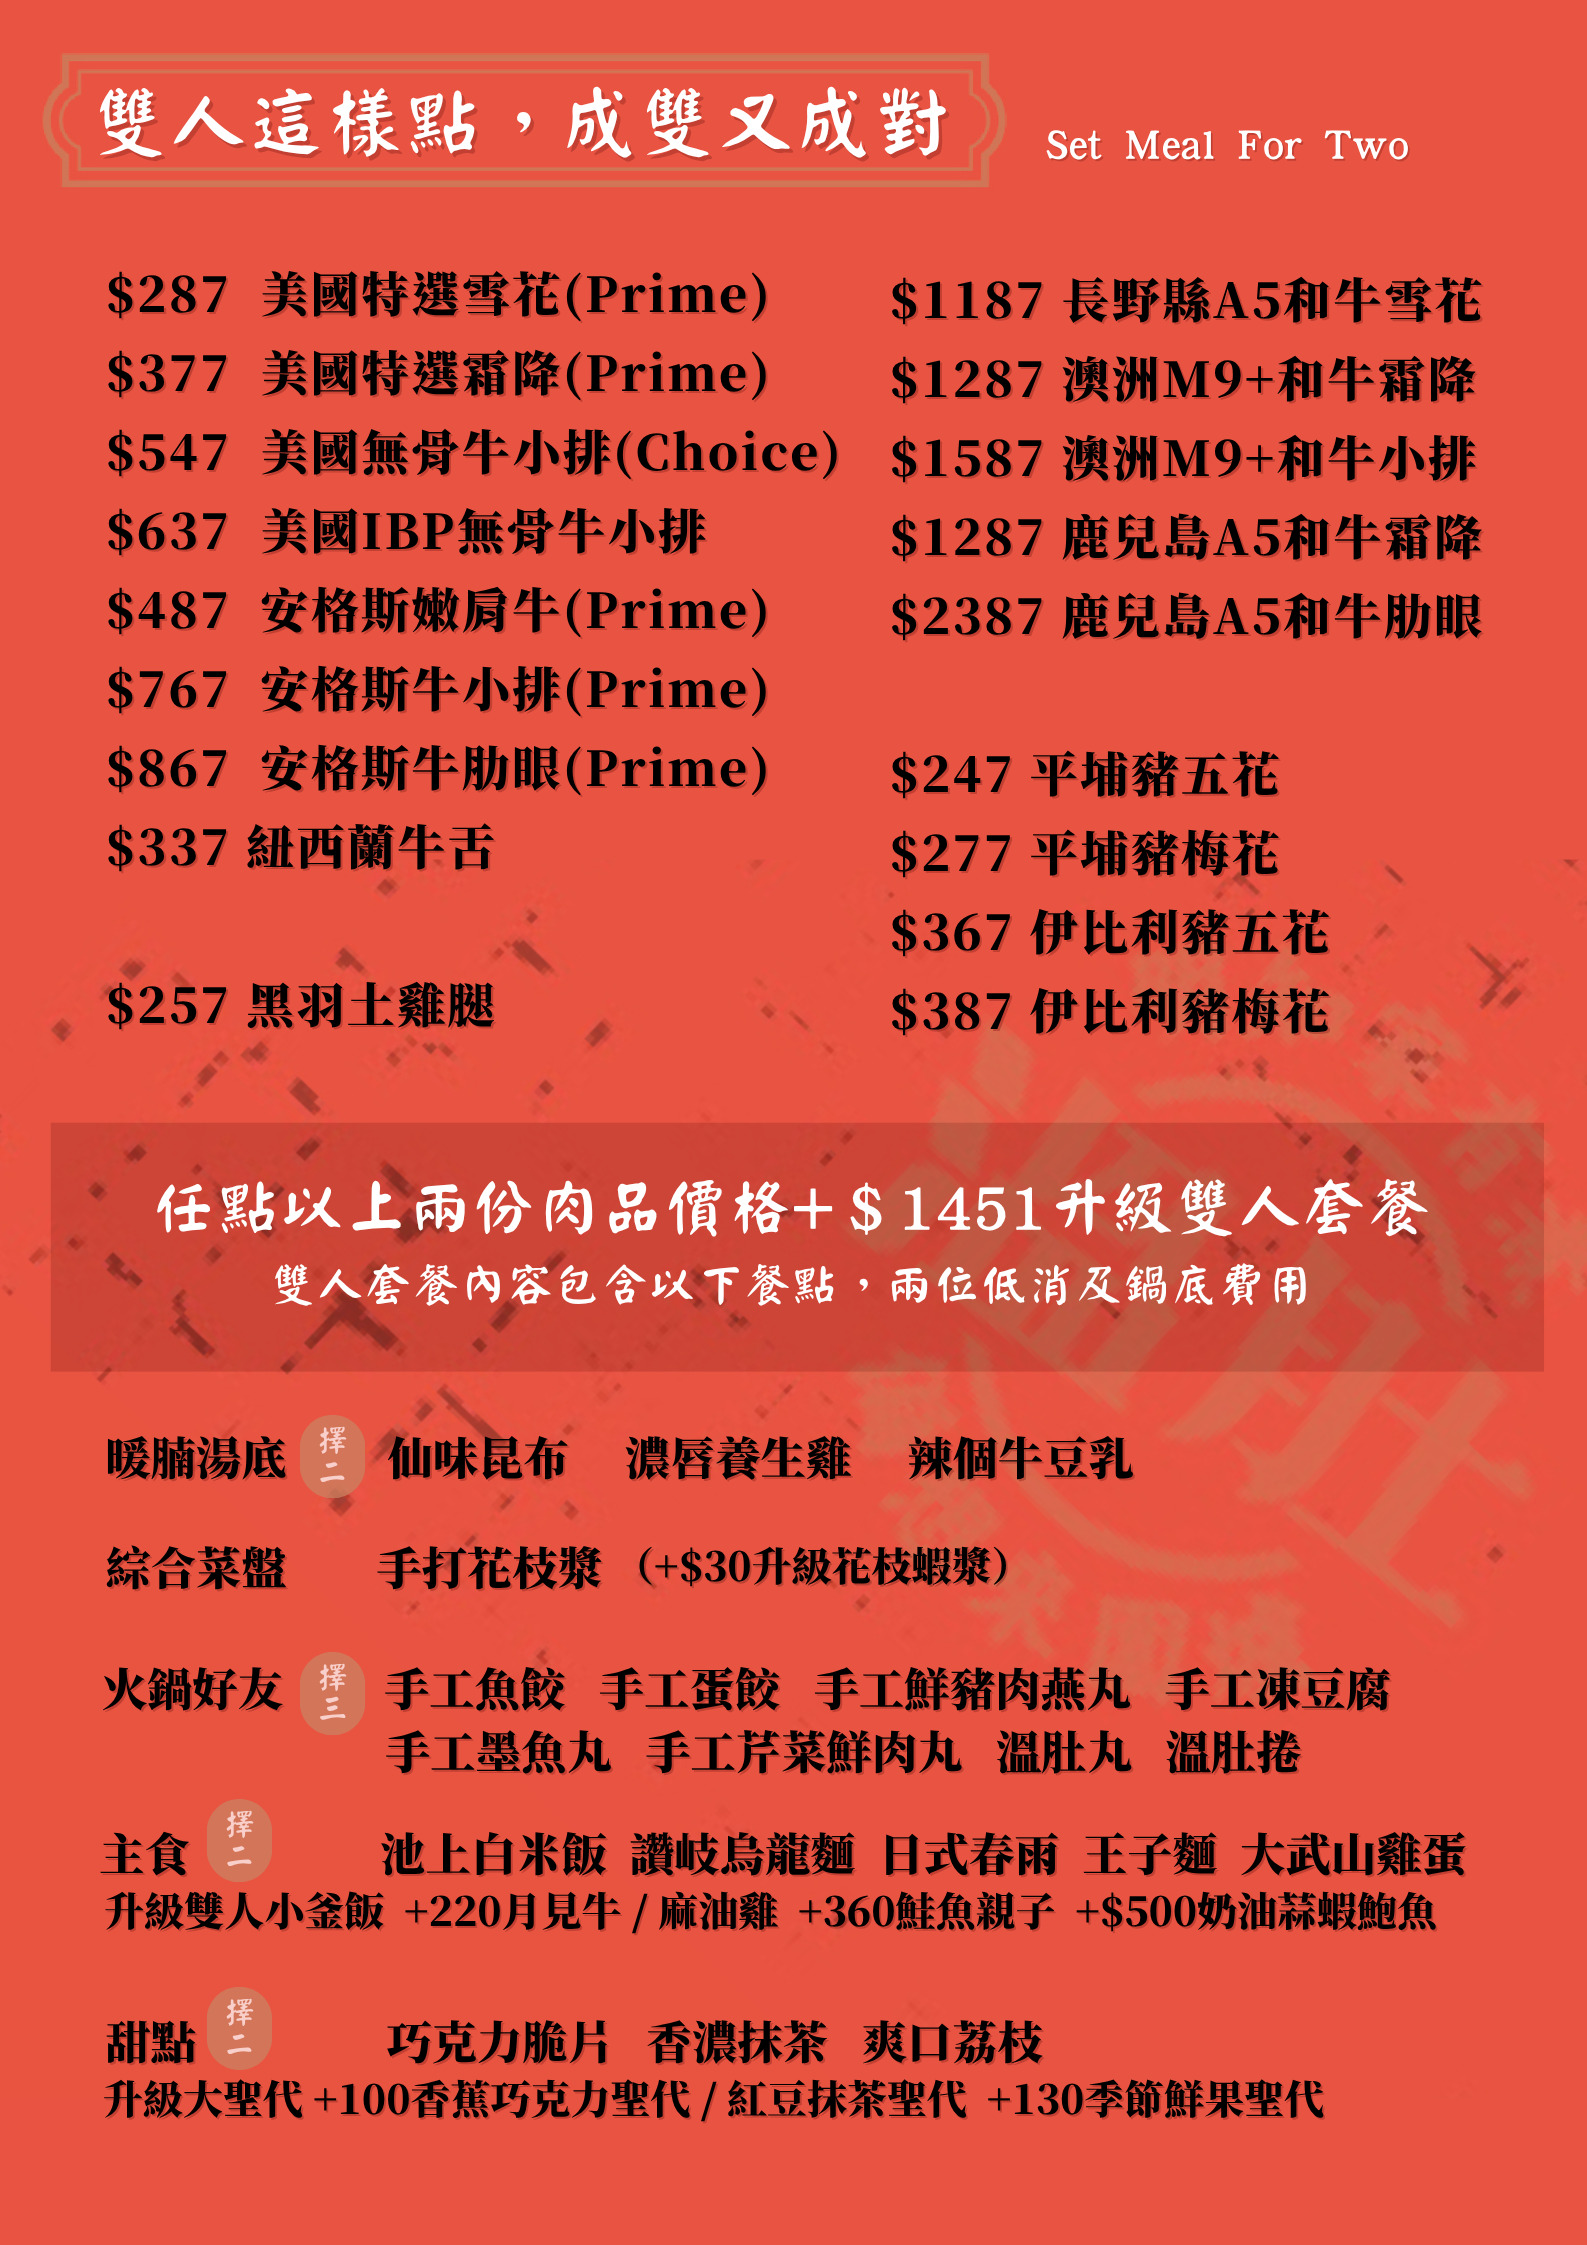 雙人這樣點，成雙又成對
Set Meal For Two
$287 美國特選雪花(Prime)
$377 美國特選霜降(Prime)
$547 美國無骨牛小排(Choice)
$637 美國IBP無骨牛小排
$487 安格斯嫩肩牛(Prime)
$767 安格斯牛小排(Prime)
$867 安格斯牛肋眼(Prime)
$337 紐西蘭牛舌
$257 黑羽土雞腿
$1187 長野縣A5和牛雪花
$1287 澳洲M9+和牛霜降
$1587 澳洲M9+和牛小排
$1287 鹿兒島A5和牛霜降
$2387 鹿兒島A5和牛肋眼
$247 平埔豬五花
$277 平埔豬梅花
$367 伊比利豬五花
$387 伊比利豬梅花
任點以上兩份肉品價格+$1451升級雙人套餐
雙人套餐內容包含以下餐點，兩位低消及鍋底費用
暖腩湯底 擇二 仙味昆布 濃唇養生雞 辣個牛豆乳
綜合菜盤 手打花枝漿 （+$30升級花枝蝦漿）
火鍋好友 擇三 手工魚餃 手工蛋餃 手工鮮豬肉燕丸 手工凍豆腐
手工墨魚丸 手工芹菜鮮肉丸 溫肚丸 溫肚捲
主食 擇二 池上白米飯 讚岐烏龍麵 日式春雨 王子麵 大武山雞蛋
升級雙人小釜飯 +220月見牛 / 麻油雞 +360鮭魚親子 +$500奶油蒜蝦鮑魚
甜點 擇二 巧克力脆片 香濃抹茶 爽口荔枝
升級大聖代 +100香蕉巧克力聖代 / 紅豆抹茶聖代 +130季節鮮果聖代
溫肚